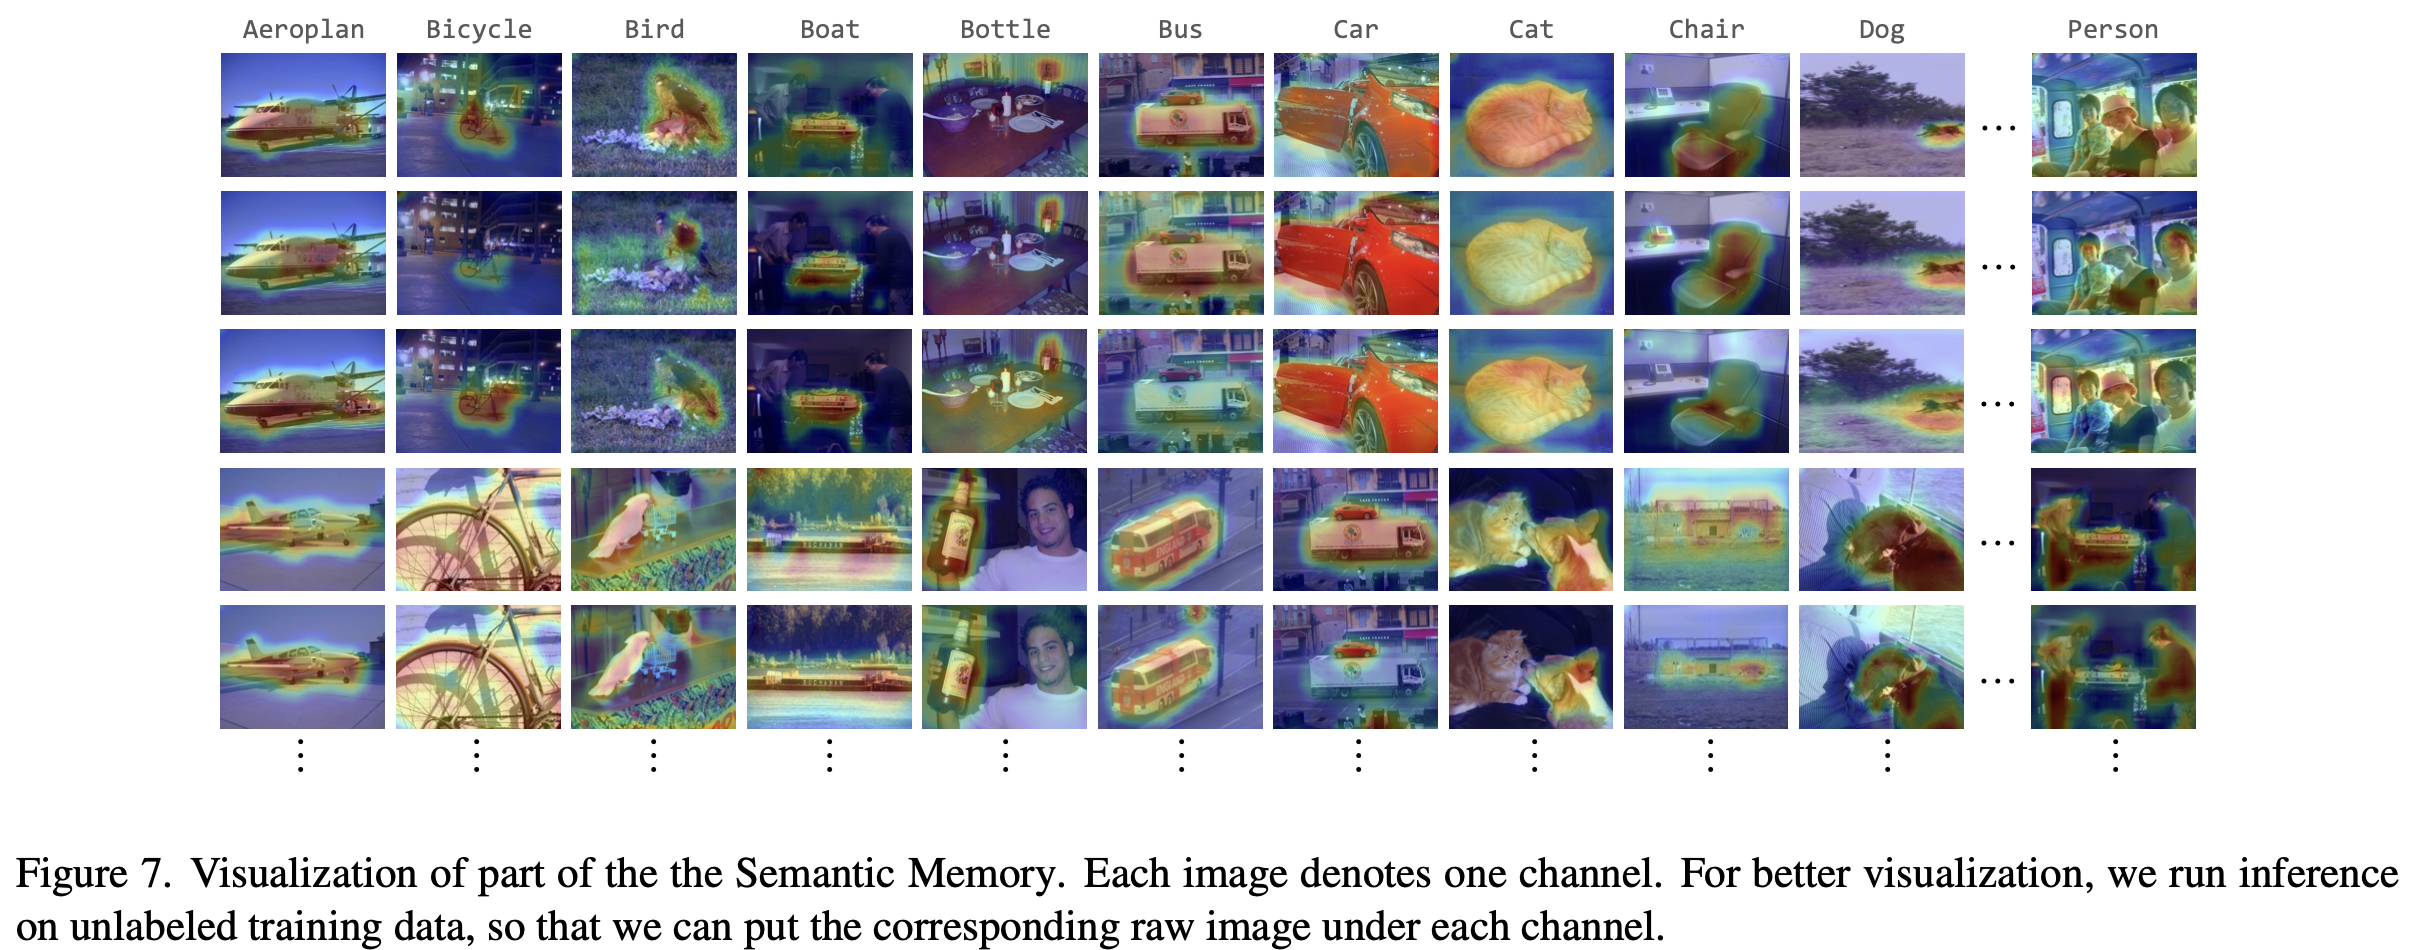 Aeroplan Bicycle Bird Boat Bottle Bus Car Cat Chair Dog Person
Figure 7. Visualization of part of the the Semantic Memory. Each image denotes one channel. For better visualization, we run inference
on unlabeled training data, so that we can put the corresponding raw image under each channel.